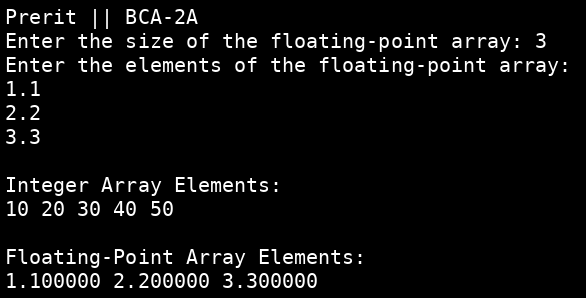 Prerit || BCA-2A
Enter the size of the floating-point array: 3
Enter the elements of the floating-point array:
1.1
2.2
3.3
Integer Array Elements:
10 20 30 40 50
Floating-Point Array Elements:
1.100000 2.200000 3.300000